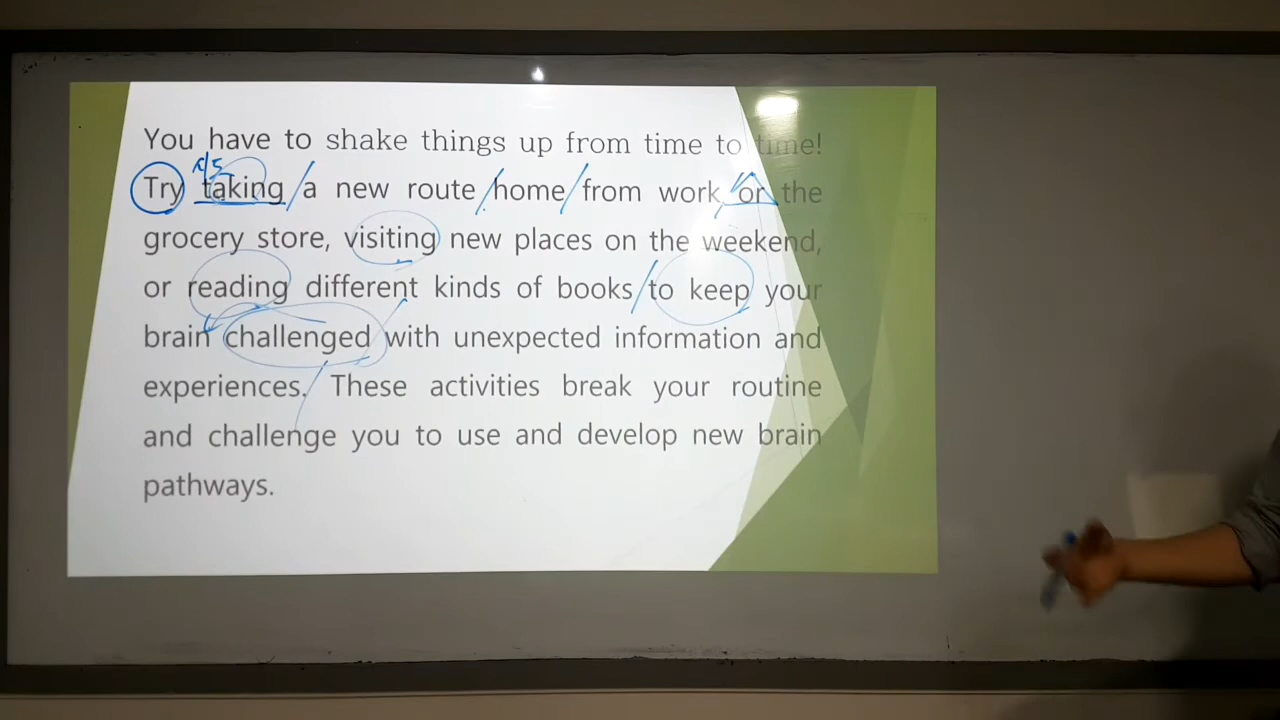 You have to shake things up from time to time!
Try taking a new route home from work, or the
grocery store, visiting new places on the weekend,
or reading different kinds of books to keep your
brain challenged with unexpected information and
experiences. These activities break your routine
and challenge you to use and develop new brain
pathways.